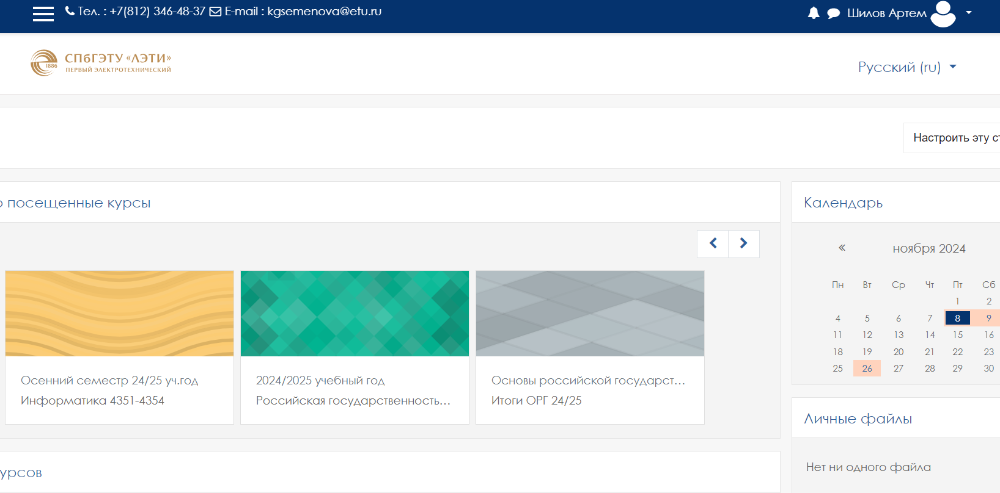 Тел. : +7(812) 346-48-37 E-mail : kgsemenova@etu.ru
Шилов Артем
1886
СПбГЭТУ «ЛЭТИ»
ПЕРВЫЙ ЭЛЕКТРОТЕХНИЧЕСКИЙ
Русский (ru)
Настроить эту ст
о посещенные курсы
Осенний семестр 24/25 уч.год
Информатика 4351-4354
2024/2025 учебный год
Российская государственность...
Основы российской государст...
Итоги ОРГ 24/25
урсов
Календарь
« ноября 2024
Пн Вт Ср Чт Пт Сб
1 2
4 5 6 7 8 9
11 12 13 14 15 16
18 19 20 21 22 23
25 26 27 28 29 30
Личные файлы
Нет ни одного файла